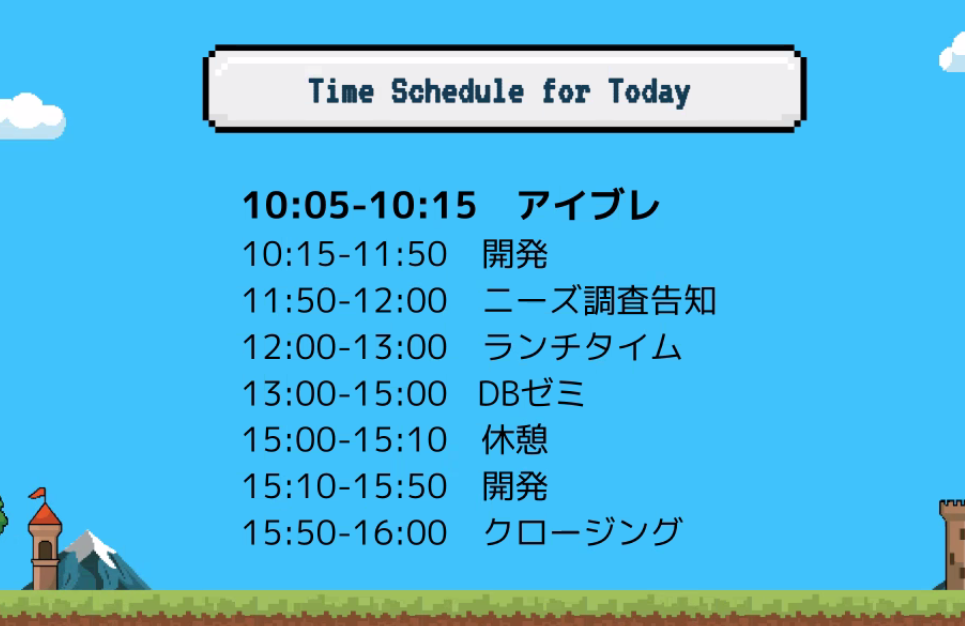 Time Schedule for Today
10:05-10:15　アイブレ
10:15-11:50　開発
11:50-12:00　ニーズ調査告知
12:00-13:00　ランチタイム
13:00-15:00　DBゼミ
15:00-15:10　休憩
15:10-15:50　開発
15:50-16:00　クロージング